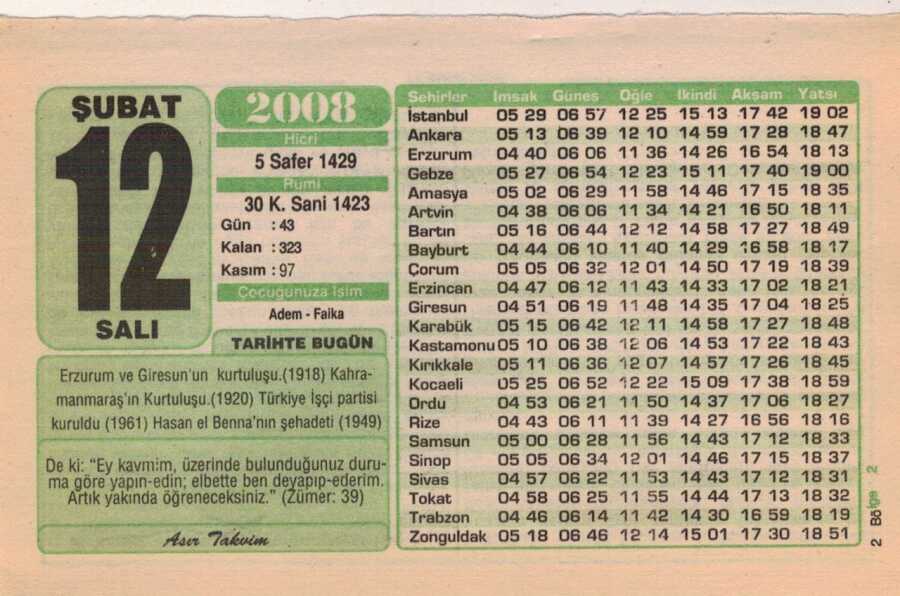 ŞUBAT
12
SALI
2008
Hicri
5 Safer 1429
Rumi
30 K. Sani 1423
Gün : 43
Kalan : 323
Kasım : 97
Çocuğunuza İsim
Adem - Faika
TARİHTE BUGÜN
Erzurum ve Giresun'un kurtuluşu.(1918) Kahra-
manmaraş'ın Kurtuluşu.(1920) Türkiye İşçi partisi
kuruldu (1961) Hasan el Benna'nın şehadeti (1949)
De ki: “Ey kavmim, üzerinde bulunduğunuz duru-
ma göre yapın-edin; elbette ben deyapıp-ederim.
Artık yakında öğreneceksiniz.” (Zümer: 39)
Asır Takvim
Şehirler İmsak Güneş Öğle İkindi Akşam Yatsı
İstanbul 05 29 06 57 12 25 15 13 17 42 19 02
Ankara 05 13 06 39 12 10 14 59 17 28 18 47
Erzurum 04 40 06 06 11 36 14 26 16 54 18 13
Gebze 05 27 06 54 12 23 15 11 17 40 19 00
Amasya 05 02 06 29 11 58 14 46 17 15 18 35
Artvin 04 38 06 06 11 34 14 21 16 50 18 11
Bartın 05 16 06 44 12 12 14 58 17 27 18 49
Bayburt 04 44 06 10 11 40 14 29 16 58 18 17
Çorum 05 05 06 32 12 01 14 50 17 19 18 39
Erzincan 04 47 06 12 11 43 14 33 17 02 18 21
Giresun 04 51 06 19 11 48 14 35 17 04 18 25
Karabük 05 15 06 42 12 11 14 58 17 27 18 48
Kastamonu 05 10 06 38 12 06 14 53 17 22 18 43
Kırıkkale 05 11 06 36 12 07 14 57 17 26 18 45
Kocaeli 05 25 06 52 12 22 15 09 17 38 18 59
Ordu 04 53 06 21 11 50 14 37 17 06 18 27
Rize 04 43 06 11 11 39 14 27 16 56 18 16
Samsun 05 00 06 28 11 56 14 43 17 12 18 33
Sinop 05 05 06 34 12 01 14 46 17 15 18 37
Sivas 04 57 06 22 11 53 14 43 17 12 18 31
Tokat 04 58 06 25 11 55 14 44 17 13 18 32
Trabzon 04 46 06 14 11 42 14 30 16 59 18 19
Zonguldak 05 18 06 46 12 14 15 01 17 30 18 51
2 Bölge 2